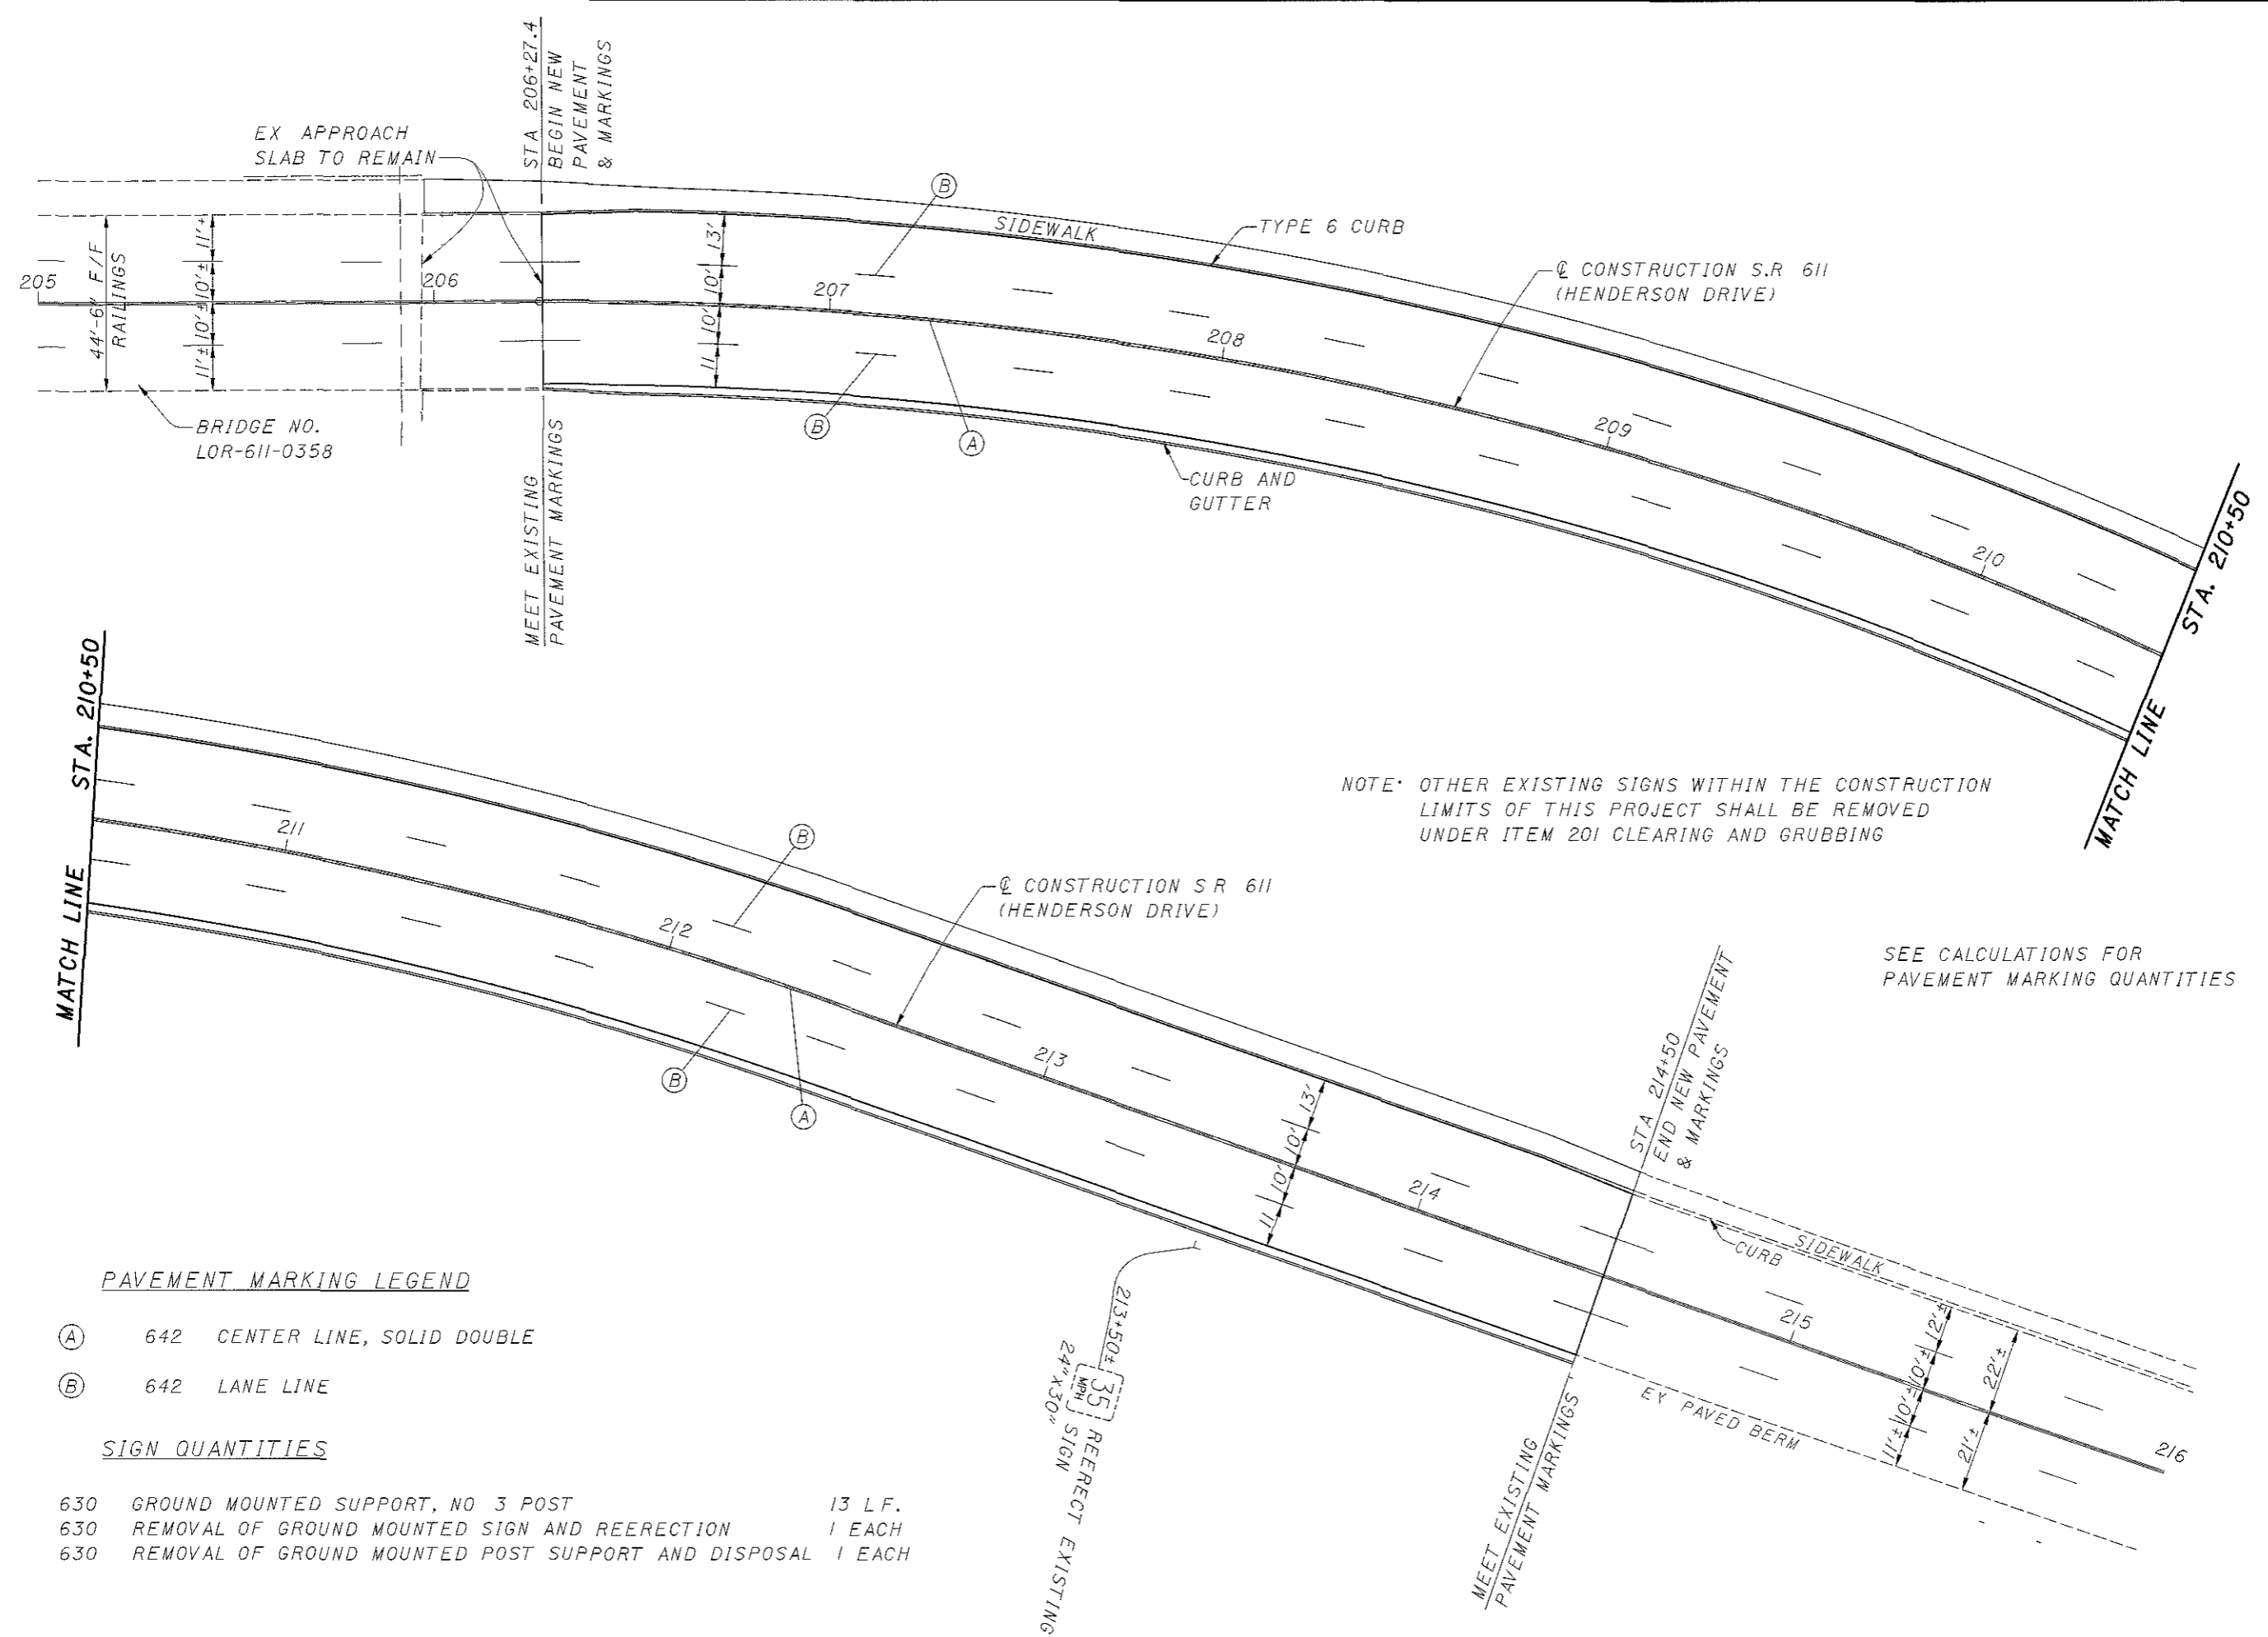 STA 206+27.4
BEGIN NEW
PAVEMENT
& MARKINGS
EX APPROACH
SLAB TO REMAIN
B
SIDEWALK
TYPE 6 CURB
℄ CONSTRUCTION S.R 611
(HENDERSON DRIVE)
44'-6" F/F
RAILINGS
11'±
10'±
10'±
11'±
13'
10'
10'
11
205
206
207
208
209
210
B
A
BRIDGE NO.
LOR-611-0358
CURB AND
GUTTER
MEET EXISTING
PAVEMENT MARKINGS
MATCH LINE STA. 210+50
MATCH LINE STA. 210+50
NOTE: OTHER EXISTING SIGNS WITHIN THE CONSTRUCTION
LIMITS OF THIS PROJECT SHALL BE REMOVED
UNDER ITEM 201 CLEARING AND GRUBBING
211
212
213
214
215
216
B
℄ CONSTRUCTION S R 611
(HENDERSON DRIVE)
B
A
SEE CALCULATIONS FOR
PAVEMENT MARKING QUANTITIES
STA 214+50
END NEW PAVEMENT
& MARKINGS
13'
10'
10'
11
SIDEWALK
CURB
EX PAVED BERM
12'±
10'±
10'±
11'±
22'±
21'±
MEET EXISTING
PAVEMENT MARKINGS
213+50±
35
MPH
REERECT EXISTING
24"x30" SIGN
PAVEMENT MARKING LEGEND
A 642 CENTER LINE, SOLID DOUBLE
B 642 LANE LINE
SIGN QUANTITIES
630 GROUND MOUNTED SUPPORT, NO 3 POST 13 L F.
630 REMOVAL OF GROUND MOUNTED SIGN AND REERECTION 1 EACH
630 REMOVAL OF GROUND MOUNTED POST SUPPORT AND DISPOSAL 1 EACH